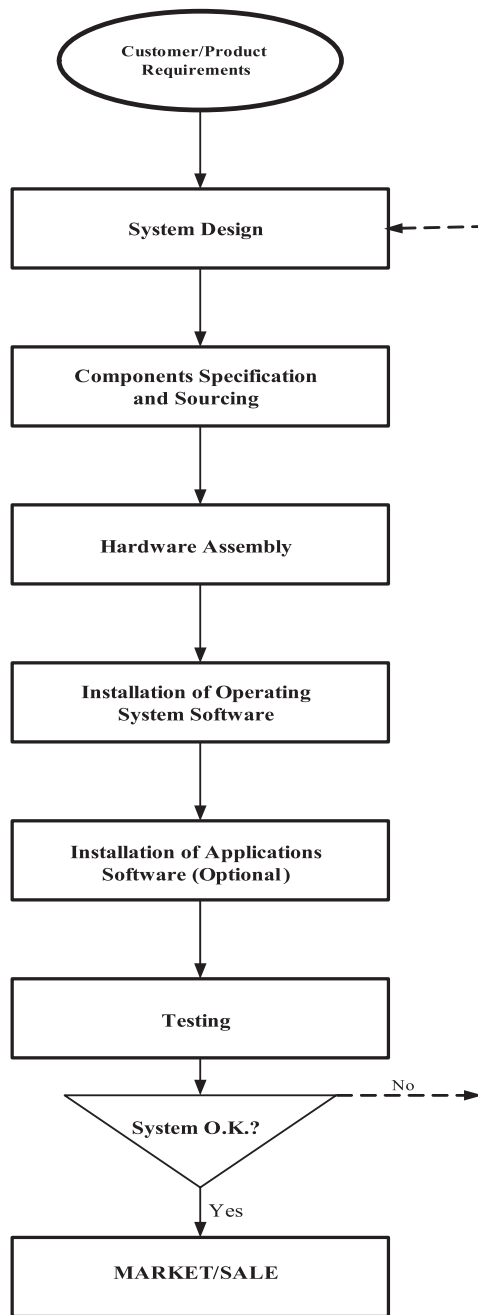 Customer/Product
Requirements
System Design
Components Specification
and Sourcing
Hardware Assembly
Installation of Operating
System Software
Installation of Applications
Software (Optional)
Testing
System O.K.?
No
Yes
MARKET/SALE